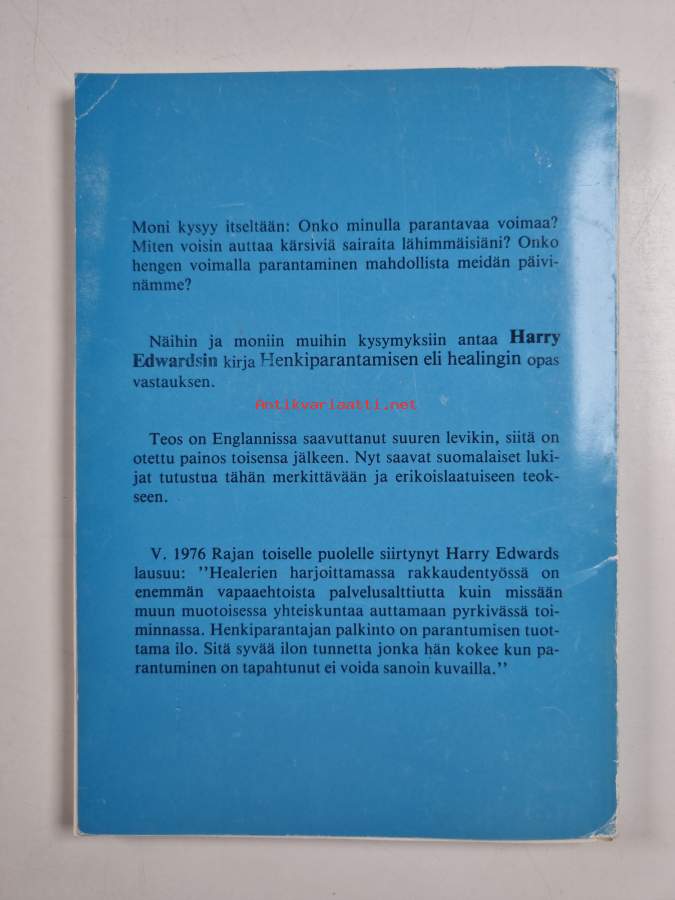 Moni kysyy itseltään: Onko minulla parantavaa voimaa?
Miten voisin auttaa kärsiviä sairaita lähimmäisiäni? Onko
hengen voimalla parantaminen mahdollista meidän päivi-
nämme?
Näihin ja moniin muihin kysymyksiin antaa Harry
Edwardsin kirja Henkiparantamisen eli healingin opas
vastauksen.
Antikvariaatti.net
Teos on Englannissa saavuttanut suuren levikin, siitä on
otettu painos toisensa jälkeen. Nyt saavat suomalaiset luki-
jat tutustua tähän merkittävään ja erikoislaatuiseen teok-
seen.
V. 1976 Rajan toiselle puolelle siirtynyt Harry Edwards
lausuu: ''Healerien harjoittamassa rakkaudentyössä on
enemmän vapaaehtoista palvelusalttiutta kuin missään
muun muotoisessa yhteiskuntaa auttamaan pyrkivässä toi-
minnassa. Henkiparantajan palkinto on parantumisen tuot-
tama ilo. Sitä syvää ilon tunnetta jonka hän kokee kun pa-
rantuminen on tapahtunut ei voida sanoin kuvailla.''